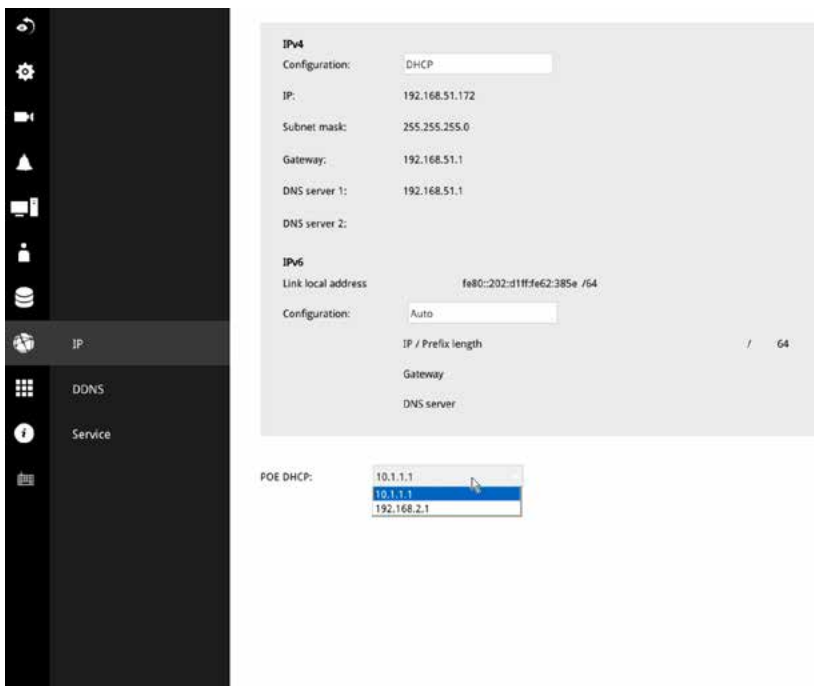 IPv4
Configuration: DHCP
IP: 192.168.51.172
Subnet mask: 255.255.255.0
Gateway: 192.168.51.1
DNS server 1: 192.168.51.1
DNS server 2:
IPv6
Link local address fe80::202:d1ff:fe62:385e /64
Configuration: Auto
IP IP / Prefix length / 64
Gateway
DDNS
DNS server
Service
POE DHCP: 10.1.1.1
10.1.1.1
192.168.2.1